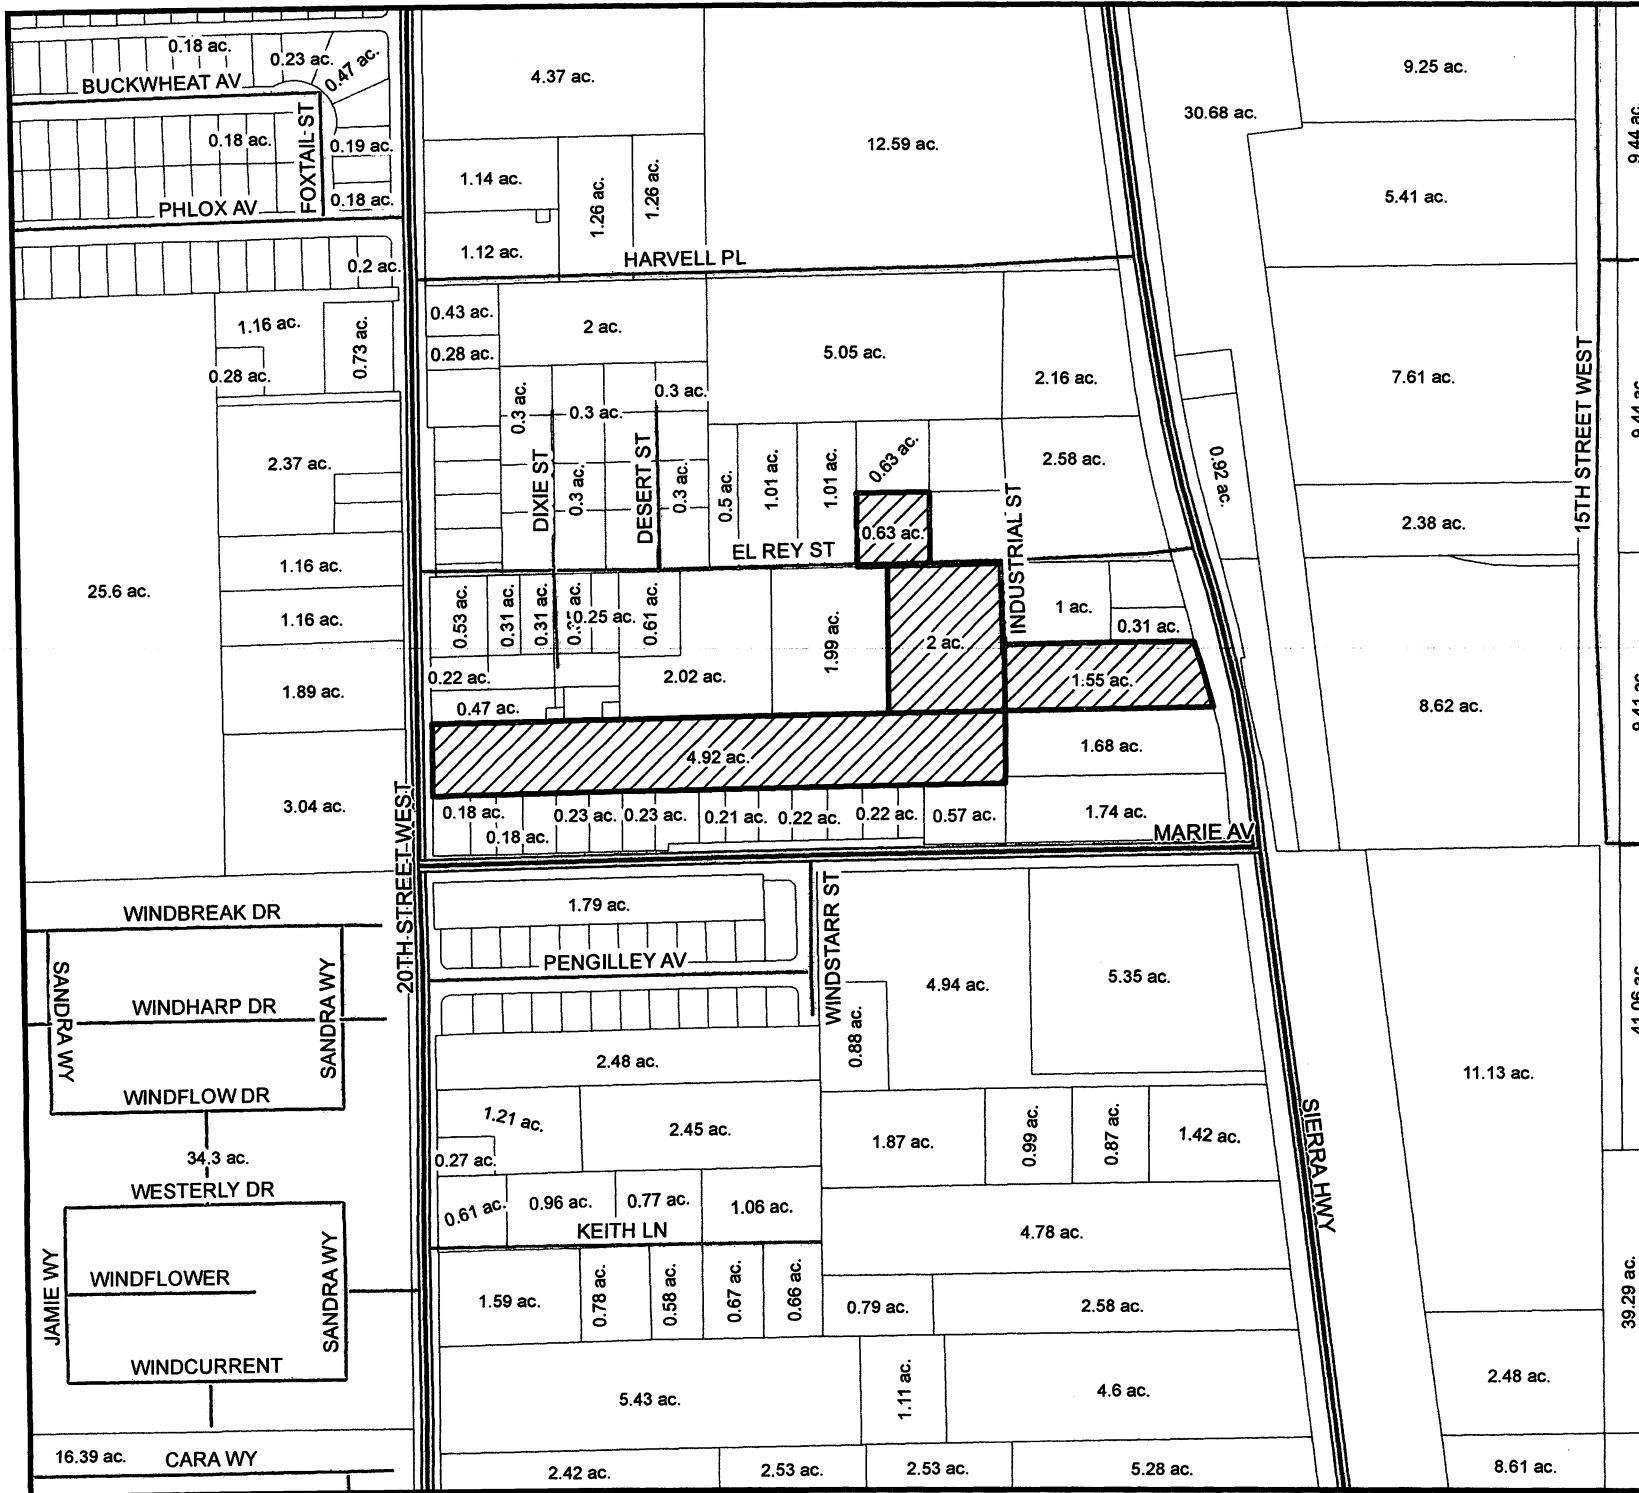 0.18 ac.
0.23 ac.
0.47 ac.
BUCKWHEAT AV
FOXTAIL ST
0.18 ac.
0.19 ac.
0.18 ac.
PHLOX AV
0.2 ac.
4.37 ac.
12.59 ac.
30.68 ac.
9.25 ac.
9.44 ac.
1.14 ac.
1.26 ac.
1.26 ac.
1.12 ac.
5.41 ac.
HARVELL PL
1.16 ac.
0.73 ac.
0.28 ac.
0.43 ac.
0.28 ac.
2 ac.
5.05 ac.
2.16 ac.
7.61 ac.
15TH STREET WEST
9.44 ac.
0.3 ac.
0.3 ac.
0.3 ac.
2.37 ac.
DIXIE ST
0.3 ac.
DESERT ST
0.3 ac.
0.5 ac.
1.01 ac.
1.01 ac.
0.63 ac.
2.58 ac.
0.92 ac.
0.63 ac.
INDUSTRIAL ST
2.38 ac.
EL REY ST
25.6 ac.
1.16 ac.
1.16 ac.
1.89 ac.
3.04 ac.
0.53 ac.
0.31 ac.
0.31 ac.
0.25 ac.
0.61 ac.
1.99 ac.
2 ac.
1 ac.
0.31 ac.
0.22 ac.
2.02 ac.
1.55 ac.
0.47 ac.
8.62 ac.
9.41 ac.
4.92 ac.
1.68 ac.
20TH STREET WEST
0.18 ac.
0.18 ac.
0.23 ac.
0.23 ac.
0.21 ac.
0.22 ac.
0.22 ac.
0.57 ac.
1.74 ac.
MARIE AV
WINDBREAK DR
1.79 ac.
WINDSTARR ST
SANDRA WY
SANDRA WY
PENGILLEY AV
WINDHARP DR
4.94 ac.
5.35 ac.
0.88 ac.
41.06 ac.
2.48 ac.
11.13 ac.
WINDFLOW DR
1.21 ac.
2.45 ac.
1.87 ac.
0.99 ac.
0.87 ac.
1.42 ac.
SIERRA HWY
0.27 ac.
34.3 ac.
WESTERLY DR
0.61 ac.
0.96 ac.
0.77 ac.
1.06 ac.
KEITH LN
4.78 ac.
JAMIE WY
WINDFLOWER
SANDRA WY
1.59 ac.
0.78 ac.
0.58 ac.
0.67 ac.
0.66 ac.
0.79 ac.
2.58 ac.
39.29 ac.
WINDCURRENT
5.43 ac.
1.11 ac.
4.6 ac.
2.48 ac.
16.39 ac.
CARA WY
2.42 ac.
2.53 ac.
2.53 ac.
5.28 ac.
8.61 ac.